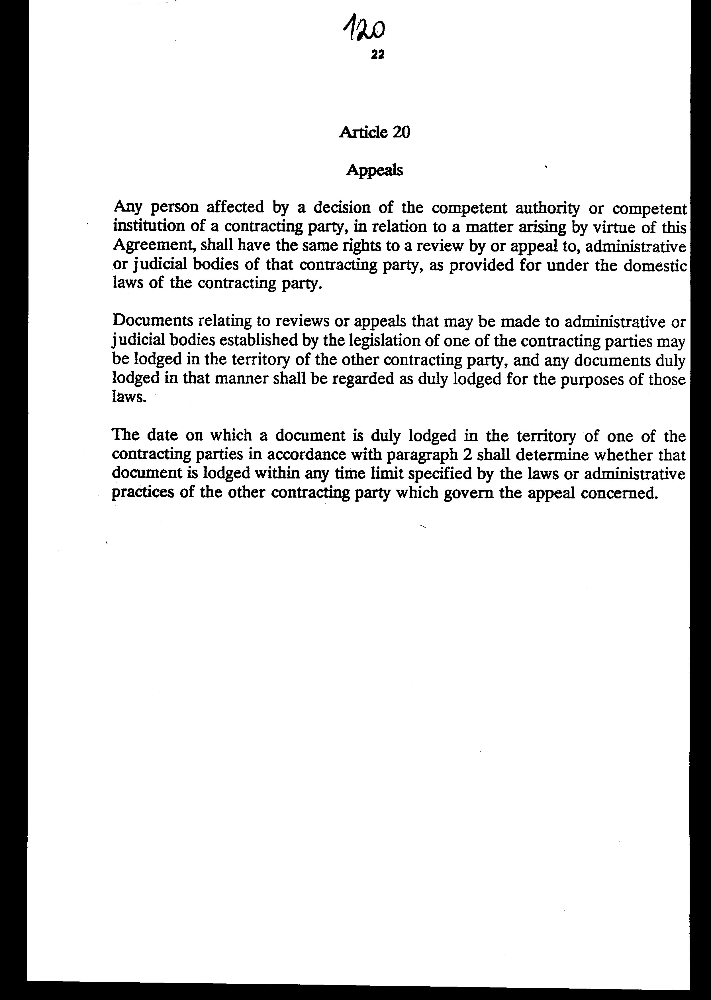 120
22
Article 20
Appeals
Any person affected by a decision of the competent authority or competent
institution of a contracting party, in relation to a matter arising by virtue of this
Agreement, shall have the same rights to a review by or appeal to, administrative
or judicial bodies of that contracting party, as provided for under the domestic
laws of the contracting party.
Documents relating to reviews or appeals that may be made to administrative or
judicial bodies established by the legislation of one of the contracting parties may
be lodged in the territory of the other contracting party, and any documents duly
lodged in that manner shall be regarded as duly lodged for the purposes of those
laws.
The date on which a document is duly lodged in the territory of one of the
contracting parties in accordance with paragraph 2 shall determine whether that
document is lodged within any time limit specified by the laws or administrative
practices of the other contracting party which govern the appeal concerned.